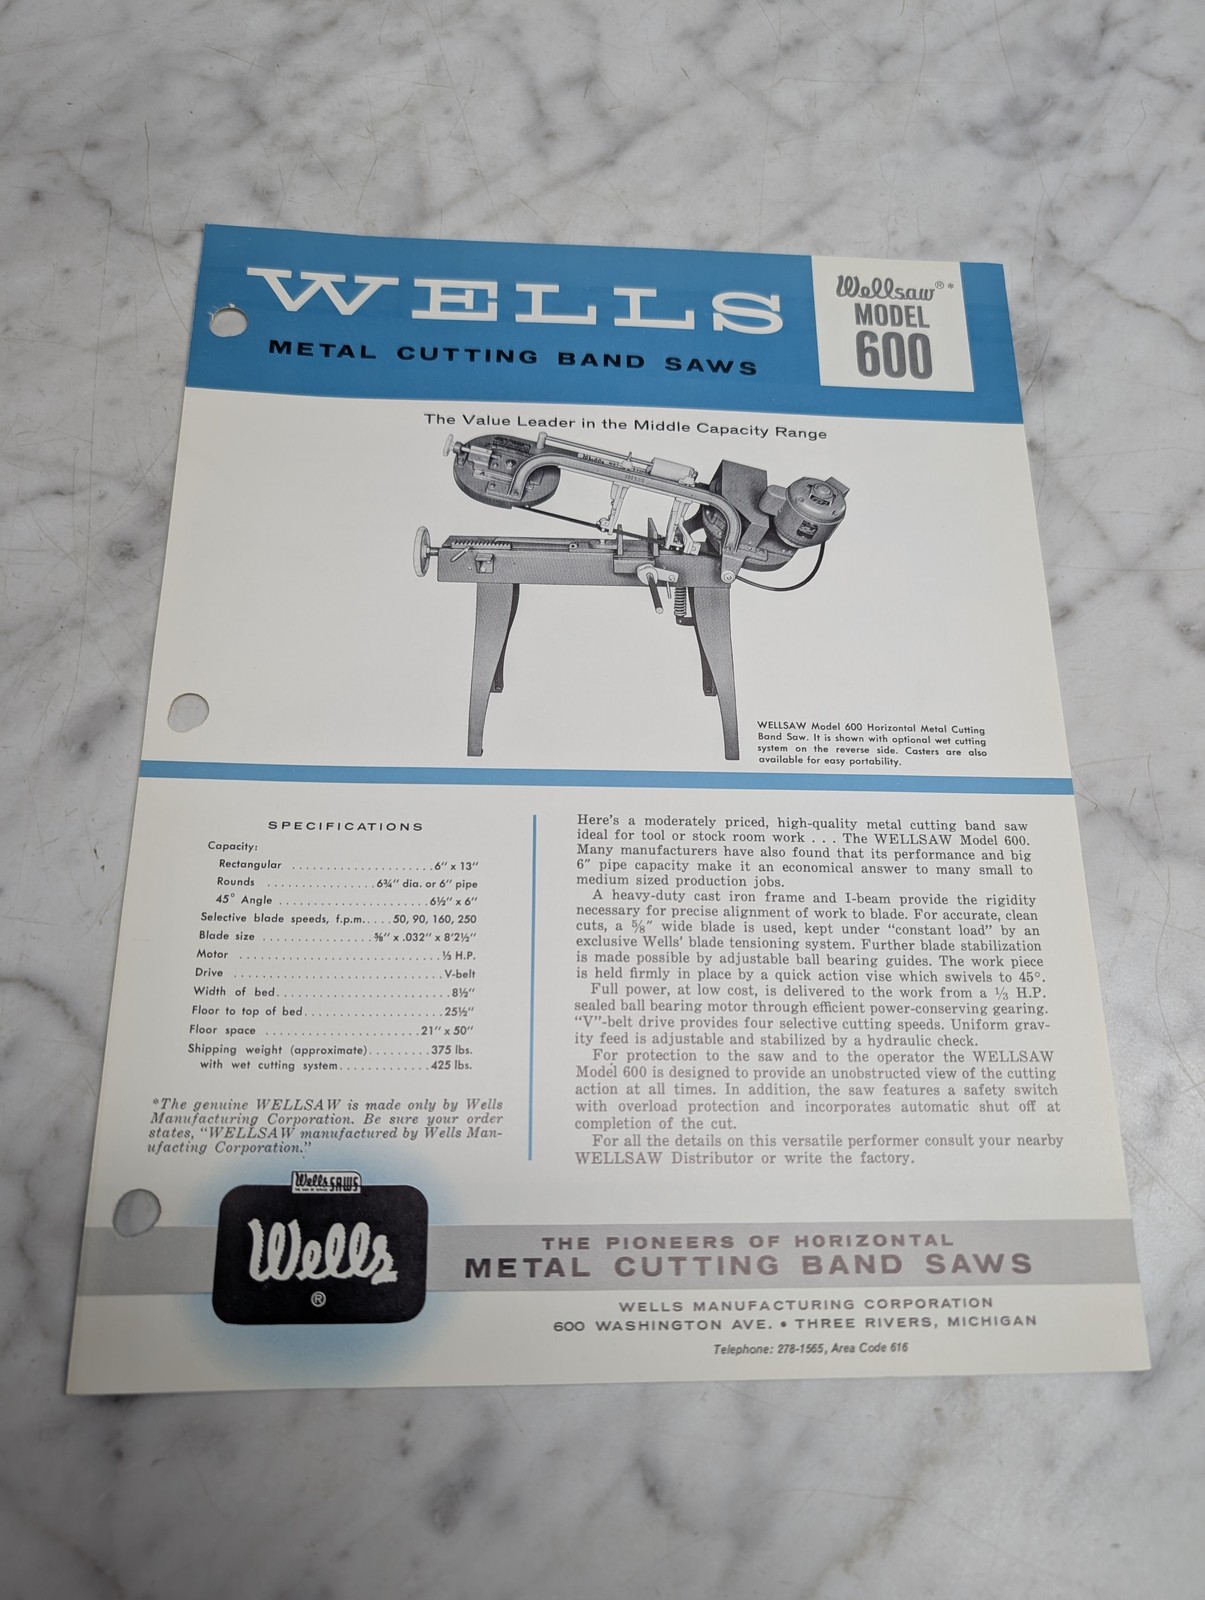 WELLS
METAL CUTTING BAND SAWS
Wellsaw®*
MODEL
600
The Value Leader in the Middle Capacity Range
WELLSAW Model 600 Horizontal Metal Cutting
Band Saw. It is shown with optional wet cutting
system on the reverse side. Casters are also
available for easy portability.
SPECIFICATIONS
Capacity:
Rectangular ..................... 6" x 13"
Rounds ................ 6¾" dia. or 6" pipe
45° Angle ....................... 6½" x 6"
Selective blade speeds, f.p.m..... 50, 90, 160, 250
Blade size ................ ⅝" x .032" x 8'2½"
Motor ............................. ⅓ H.P.
Drive .............................. V-belt
Width of bed......................... 8½"
Floor to top of bed.................... 25½"
Floor space ...................... 21" x 50"
Shipping weight (approximate)......... 375 lbs.
with wet cutting system............. 425 lbs.
*The genuine WELLSAW is made only by Wells
Manufacturing Corporation. Be sure your order
states, "WELLSAW manufactured by Wells Man-
ufacting Corporation."
Here's a moderately priced, high-quality metal cutting band saw
ideal for tool or stock room work . . . The WELLSAW Model 600.
Many manufacturers have also found that its performance and big
6" pipe capacity make it an economical answer to many small to
medium sized production jobs.
A heavy-duty cast iron frame and I-beam provide the rigidity
necessary for precise alignment of work to blade. For accurate, clean
cuts, a ⅝" wide blade is used, kept under "constant load" by an
exclusive Wells' blade tensioning system. Further blade stabilization
is made possible by adjustable ball bearing guides. The work piece
is held firmly in place by a quick action vise which swivels to 45°.
Full power, at low cost, is delivered to the work from a ⅓ H.P.
sealed ball bearing motor through efficient power-conserving gearing.
"V"-belt drive provides four selective cutting speeds. Uniform grav-
ity feed is adjustable and stabilized by a hydraulic check.
For protection to the saw and to the operator the WELLSAW
Model 600 is designed to provide an unobstructed view of the cutting
action at all times. In addition, the saw features a safety switch
with overload protection and incorporates automatic shut off at
completion of the cut.
For all the details on this versatile performer consult your nearby
WELLSAW Distributor or write the factory.
Wells SAWS
Wells
®
THE PIONEERS OF HORIZONTAL
METAL CUTTING BAND SAWS
WELLS MANUFACTURING CORPORATION
600 WASHINGTON AVE. • THREE RIVERS, MICHIGAN
Telephone: 278-1565, Area Code 616